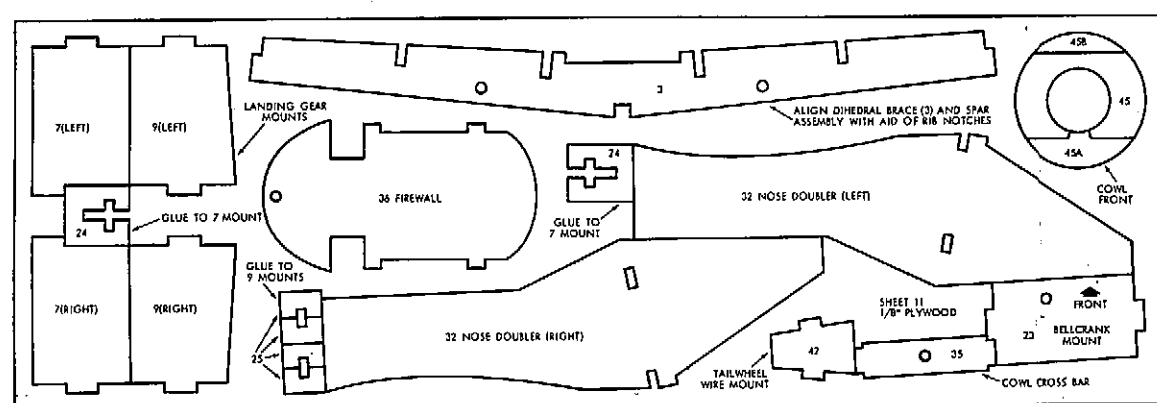 7(LEFT)
9(LEFT)
LANDING GEAR
MOUNTS
24
GLUE TO 7 MOUNT
7(RIGHT)
9(RIGHT)
36 FIREWALL
GLUE TO
9 MOUNTS
25
ALIGN DIHEDRAL BRACE (3) AND SPAR
ASSEMBLY WITH AID OF RIB NOTCHES
24
GLUE TO
7 MOUNT
32 NOSE DOUBLER (LEFT)
45B
45
45A
COWL
FRONT
32 NOSE DOUBLER (RIGHT)
SHEET 11
1/8" PLYWOOD
FRONT
23
BELLCRANK
MOUNT
42
TAILWHEEL
WIRE MOUNT
35
COWL CROSS BAR